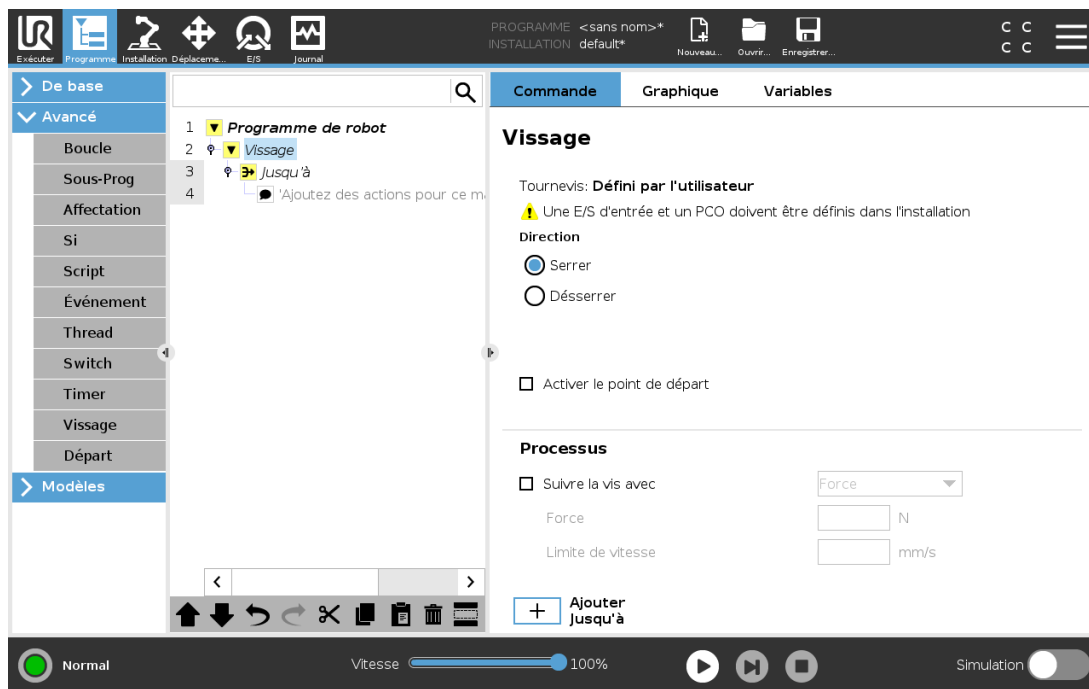 PROGRAMME <sans nom>*
INSTALLATION default*
UR
Exécuter
Programme
Installation
Déplaceme...
E/S
Journal
Nouveau...
Ouvrir...
Enregistrer...
C C
C C
De base
Avancé
Boucle
Sous-Prog
Affectation
Si
Script
Événement
Thread
Switch
Timer
Vissage
Départ
Modèles
1 Programme de robot
2 Vissage
3 Jusqu'à
4 'Ajoutez des actions pour ce ma
Commande
Graphique
Variables
Vissage
Tournevis: Défini par l'utilisateur
Une E/S d'entrée et un PCO doivent être définis dans l'installation
Direction
Serrer
Désserrer
Activer le point de départ
Processus
Suivre la vis avec
Force
Force
N
Limite de vitesse
mm/s
Ajouter
Jusqu'à
Normal
Vitesse
100%
Simulation